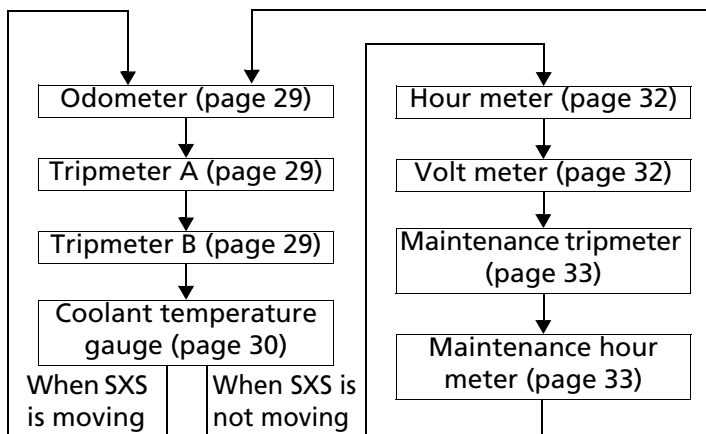 Odometer (page 29)
Tripmeter A (page 29)
Tripmeter B (page 29)
Coolant temperature
gauge (page 30)
When SXS
is moving
When SXS is
not moving
Hour meter (page 32)
Volt meter (page 32)
Maintenance tripmeter
(page 33)
Maintenance hour
meter (page 33)